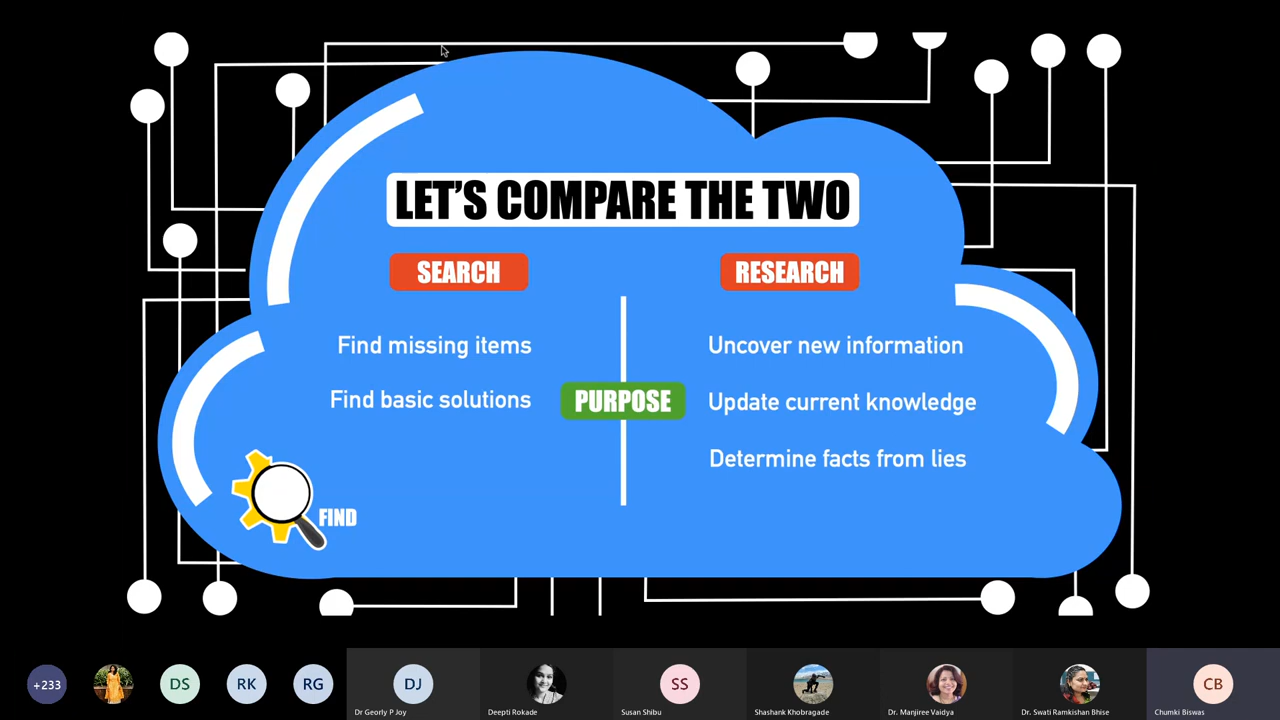 LET'S COMPARE THE TWO
SEARCH
RESEARCH
Find missing items
Find basic solutions
PURPOSE
Uncover new information
Update current knowledge
Determine facts from lies
FIND
+233
DS
RK
RG
DJ
SS
CB
Dr Georly P Joy
Deepti Rokade
Susan Shibu
Shashank Khobragade
Dr. Manjiree Vaidya
Dr. Swati Ramkishan Bhise
Chumki Biswas